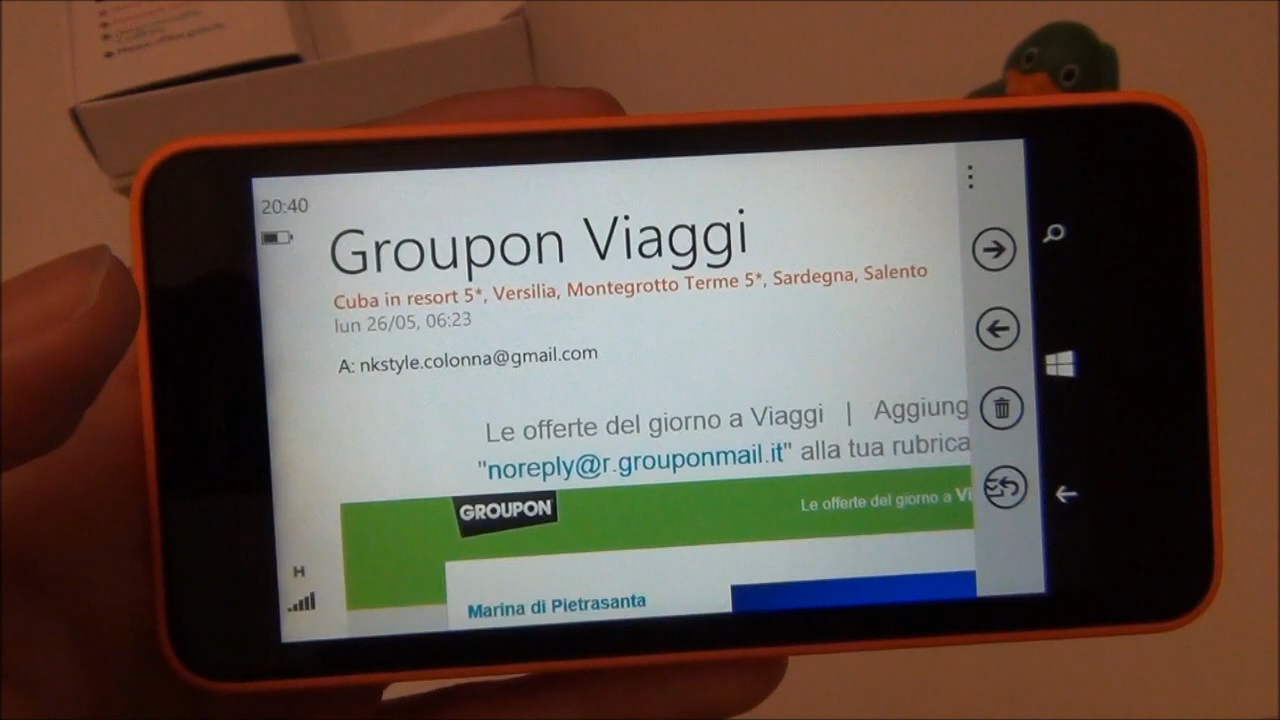 20:40
Groupon Viaggi
Cuba in resort 5*, Versilia, Montegrotto Terme 5*, Sardegna, Salento
lun 26/05, 06:23
A: nkstyle.colonna@gmail.com
Le offerte del giorno a Viaggi | Aggiung
"noreply@r.grouponmail.it" alla tua rubrica
GROUPON
Le offerte del giorno a Vi
Marina di Pietrasanta
H